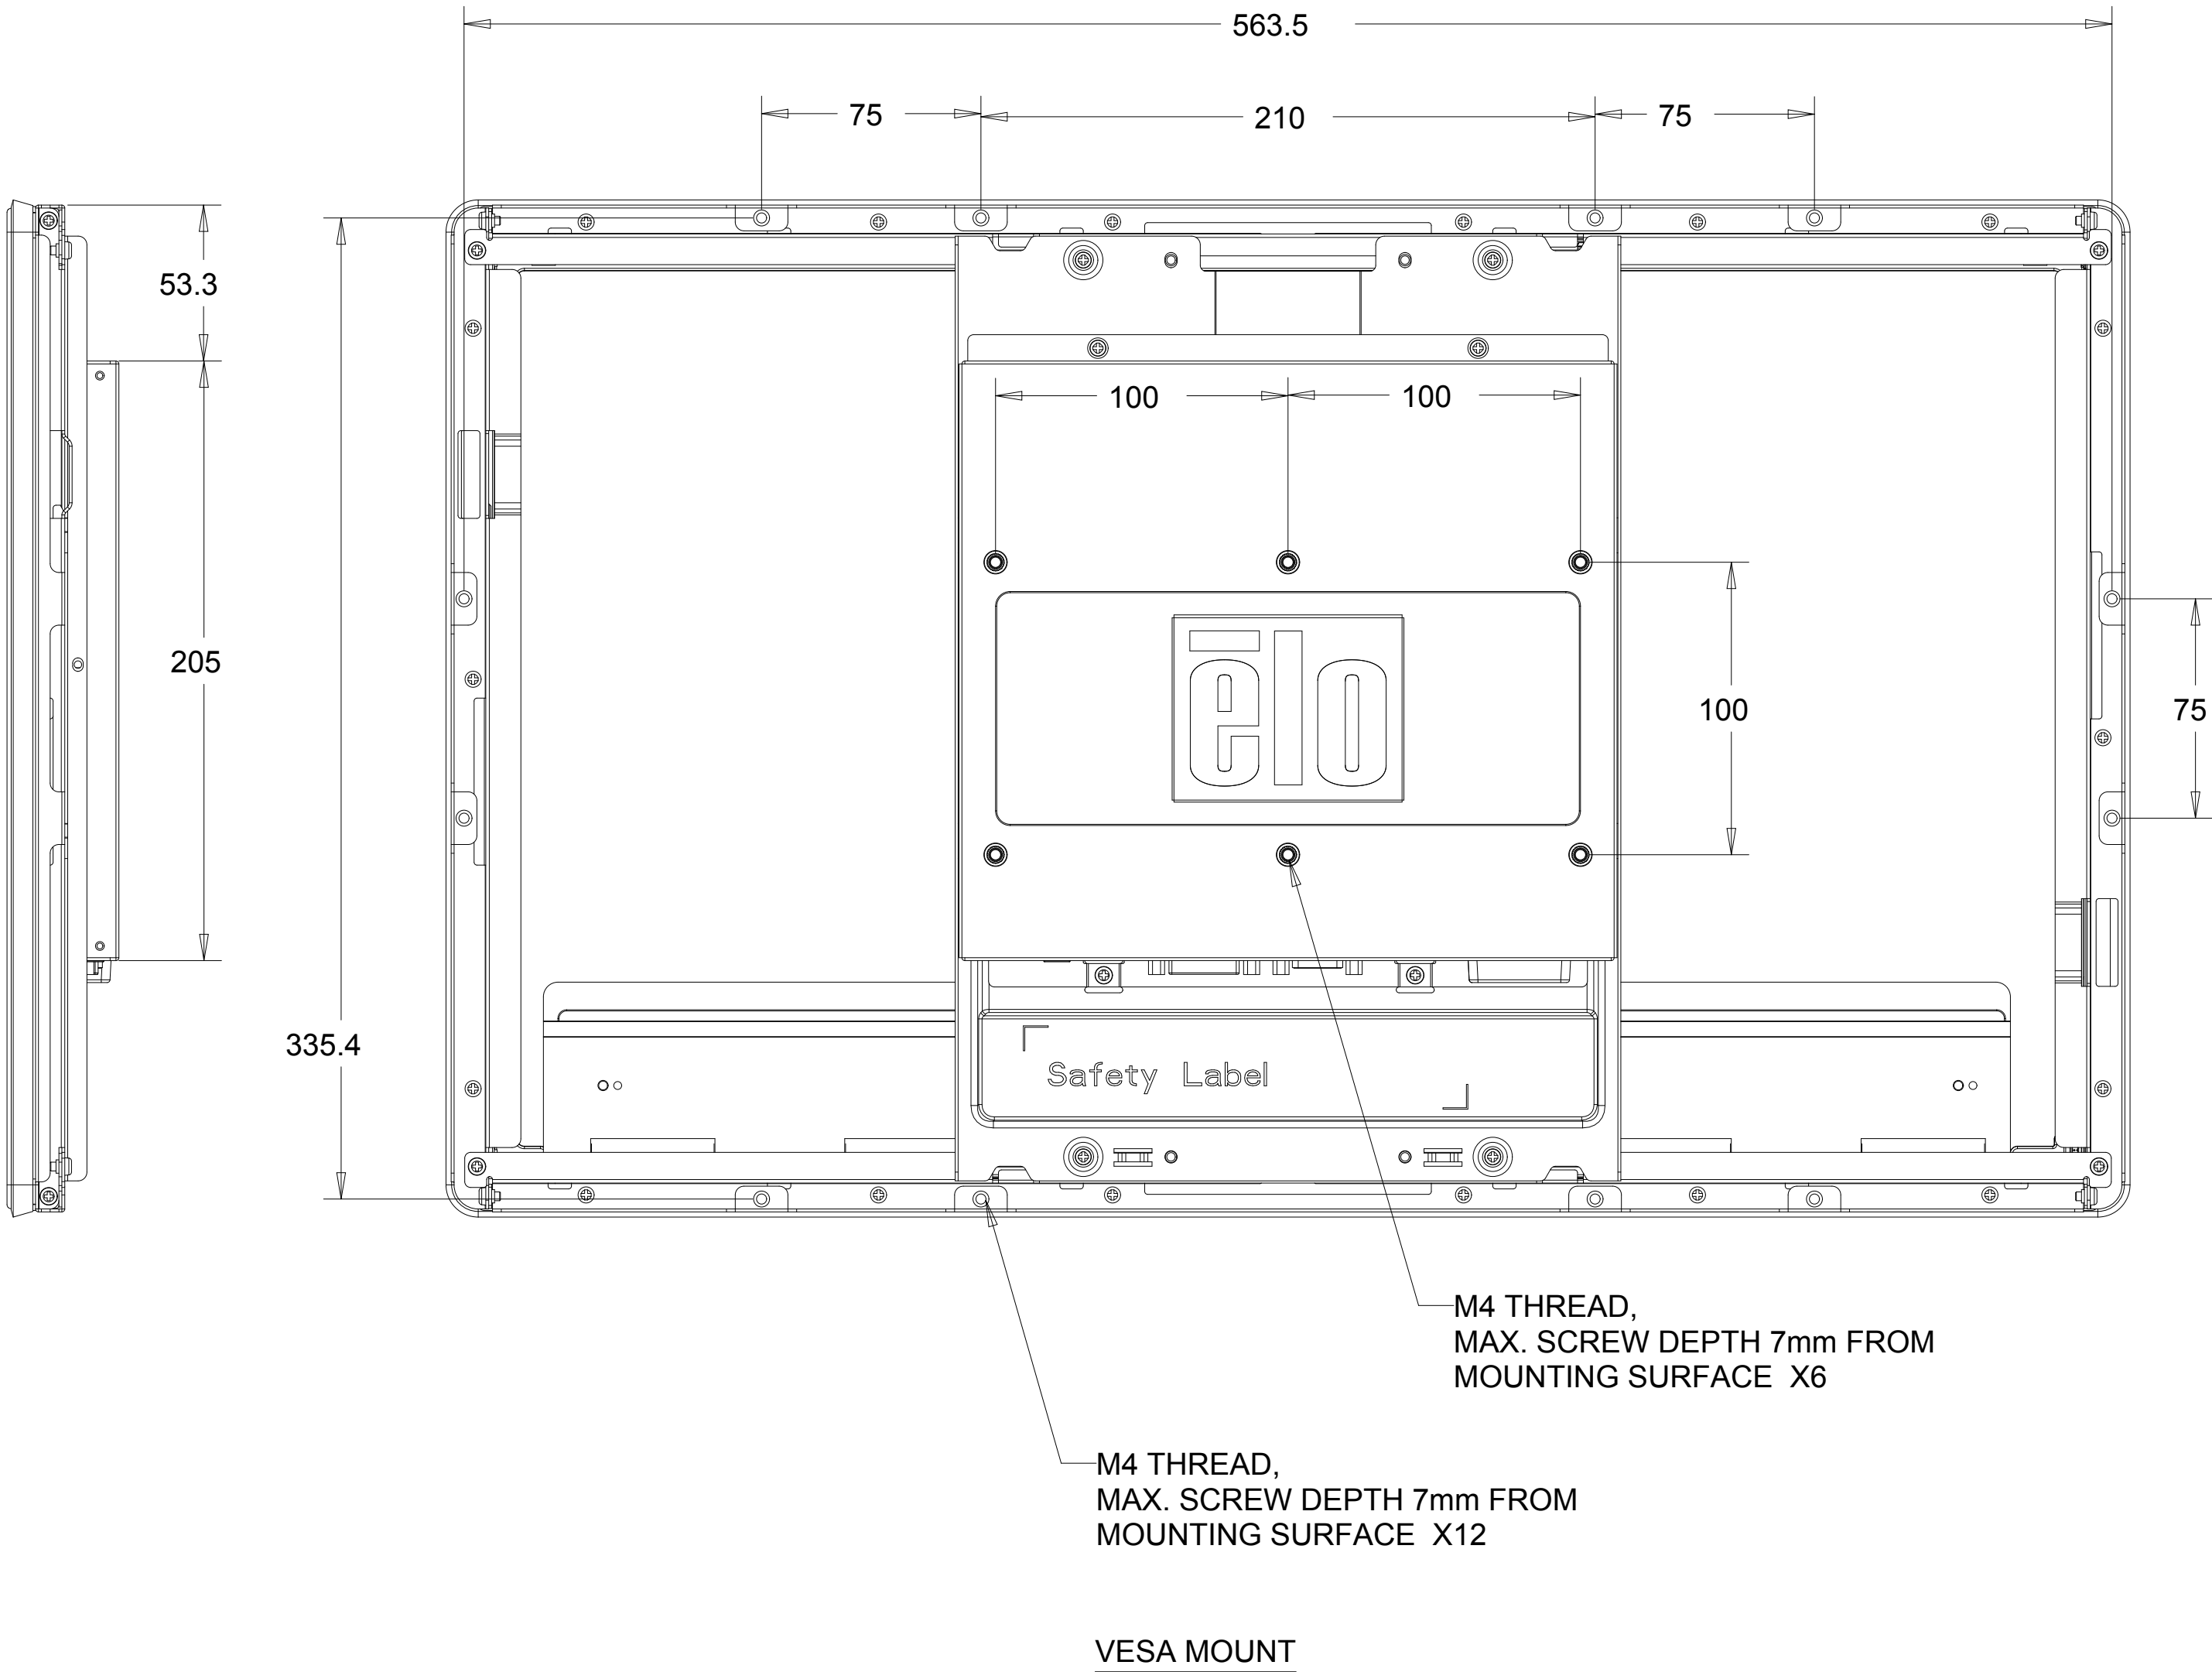 563.5
75
210
75
53.3
100
100
205
elo
100
75
335.4
Safety Label
M4 THREAD,
MAX. SCREW DEPTH 7mm FROM
MOUNTING SURFACE X6
M4 THREAD,
MAX. SCREW DEPTH 7mm FROM
MOUNTING SURFACE X12
VESA MOUNT